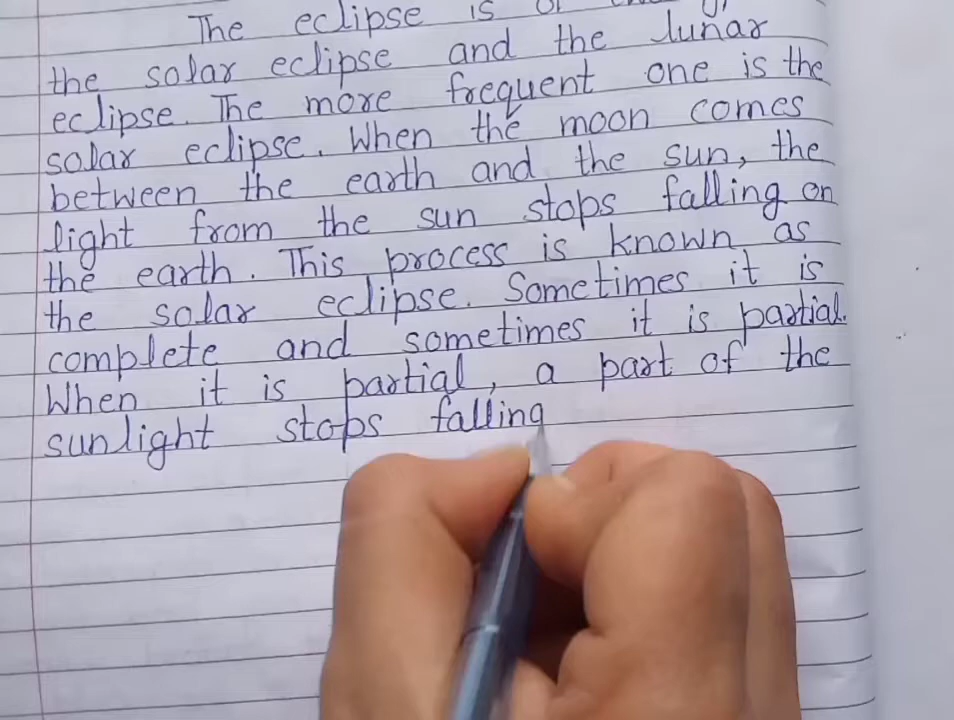 The eclipse is of
the solar eclipse and the lunar
eclipse. The more frequent one is the
solar eclipse. When the moon comes
between the earth and the sun, the
light from the sun stops falling on
the earth. This process is known as
the solar eclipse. Sometimes it is
complete and sometimes it is partial.
When it is partial, a part of the
sunlight stops falling